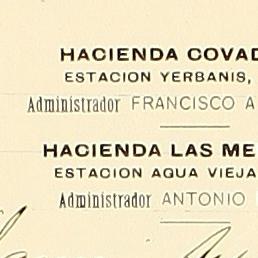 HACIENDA COVAD
ESTACION YERBANIS,
Administrador FRANCISCO A
HACIENDA LAS ME
ESTACION AGUA VIEJA
Administrador ANTONIO